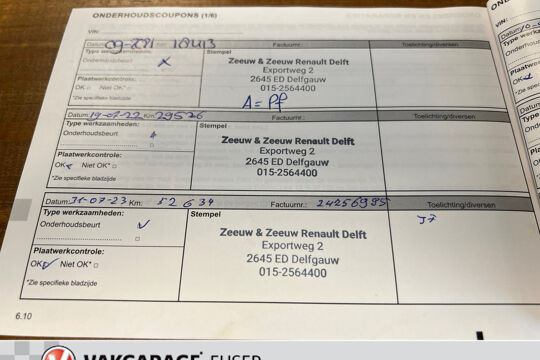 ONDERHOUDSCOUPONS (1/6)
VIN:
Datum: Km: 18413 Factuurnr.: Toelichting/diversen
Type werkzaamheden: Stempel
Onderhoudsbeurt x
Zeeuw & Zeeuw Renault Delft
Exportweg 2
2645 ED Delfgauw
015-2564400
Plaatwerkcontrole:
OK □ Niet OK* □
*Zie specifieke bladzijde
Datum: 19-07-22 Km: 29526 Factuurnr.: Toelichting/diversen
Type werkzaamheden: Stempel
Onderhoudsbeurt
Zeeuw & Zeeuw Renault Delft
Exportweg 2
2645 ED Delfgauw
015-2564400
Plaatwerkcontrole:
OK Niet OK* □
*Zie specifieke bladzijde
Datum: 31-07-23 Km: 52634 Factuurnr.: 24256995 Toelichting/diversen
Type werkzaamheden: Stempel
Onderhoudsbeurt ✓
Zeeuw & Zeeuw Renault Delft
Exportweg 2
2645 ED Delfgauw
015-2564400
Plaatwerkcontrole:
OK Niet OK* □
*Zie specifieke bladzijde
6.10
VAKGARAGE